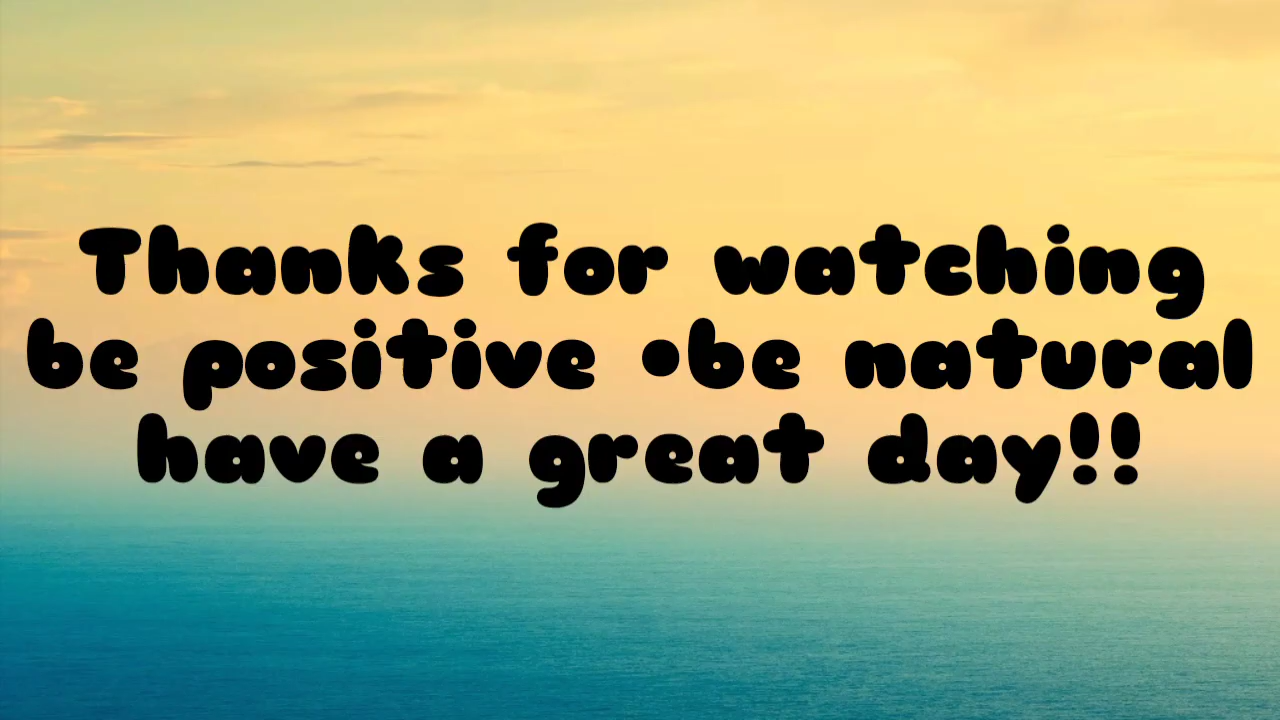 Thanks for watching
be positive •be natural
have a great day!!